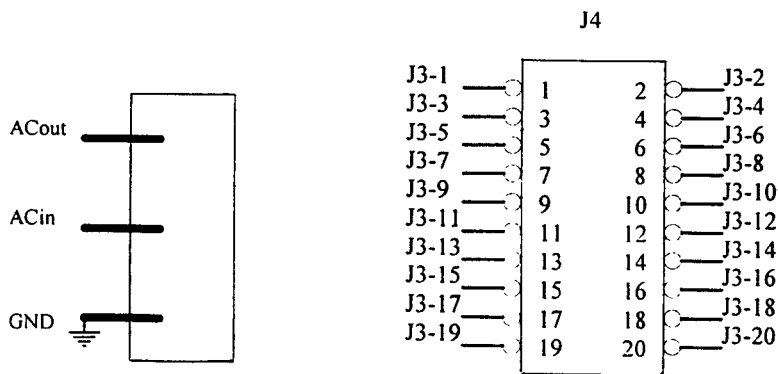 J4
ACout
ACin
GND
J3-1 1 2 J3-2
J3-3 3 4 J3-4
J3-5 5 6 J3-6
J3-7 7 8 J3-8
J3-9 9 10 J3-10
J3-11 11 12 J3-12
J3-13 13 14 J3-14
J3-15 15 16 J3-16
J3-17 17 18 J3-18
J3-19 19 20 J3-20